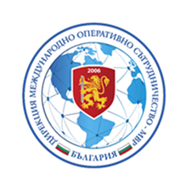 ДИРЕКЦИЯ МЕЖДУНАРОДНО ОПЕРАТИВНО СЪТРУДНИЧЕСТВО - МВР
2006
БЪЛГАРИЯ